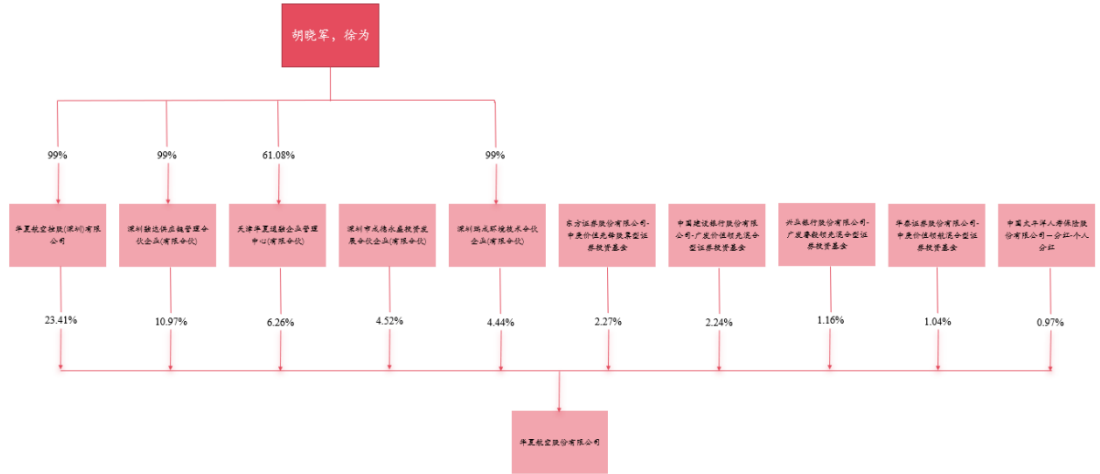 胡晓军，徐为
99%
99%
61.08%
99%
华夏航空控股(深圳)有限
公司
深圳融达供应链管理合
伙企业(有限合伙)
天津华夏通融企业管理
中心(有限合伙)
深圳市成德永盛投资发
展合伙企业(有限合伙)
深圳瑞成环境技术合伙
企业(有限合伙)
东方证券股份有限公司-
中庚价值先锋股票型证
券投资基金
中国建设银行股份有限
公司-广发价值领先混合
型证券投资基金
兴业银行股份有限公司-
广发睿毅领先混合型证
券投资基金
华泰证券股份有限公司-
中庚价值领航混合型证
券投资基金
中国太平洋人寿保险股
份有限公司—分红-个人
分红
23.41%
10.97%
6.26%
4.52%
4.44%
2.27%
2.24%
1.16%
1.04%
0.97%
华夏航空股份有限公司